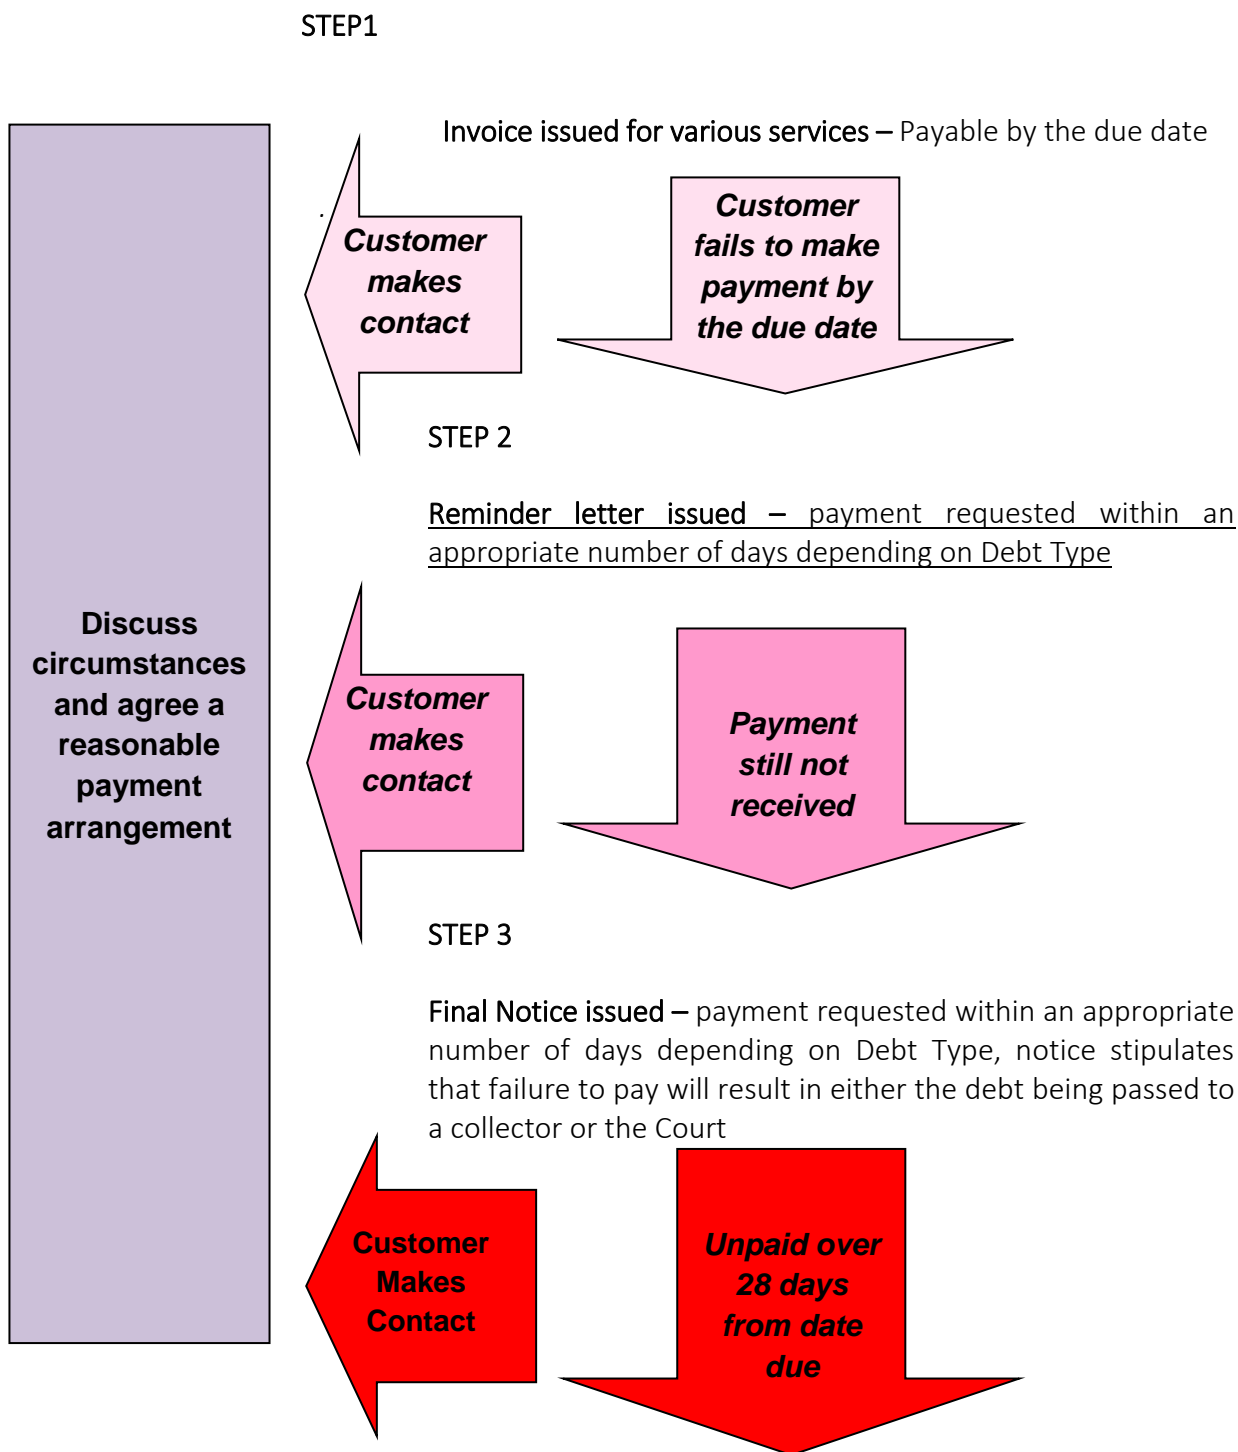 STEP1
Invoice issued for various services – Payable by the due date
.
Customer
makes
contact
Customer
fails to make
payment by
the due date
STEP 2
Reminder letter issued – payment requested within an
appropriate number of days depending on Debt Type
Discuss
circumstances
and agree a
reasonable
payment
arrangement
Customer
makes
contact
Payment
still not
received
STEP 3
Final Notice issued – payment requested within an appropriate
number of days depending on Debt Type, notice stipulates
that failure to pay will result in either the debt being passed to
a collector or the Court
Customer
Makes
Contact
Unpaid over
28 days
from date
due